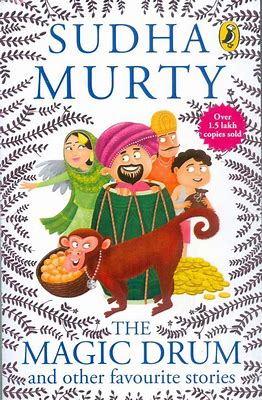 SUDHA
MURTY
Over
1.5 lakh
copies sold
THE
MAGIC DRUM
and other favourite stories